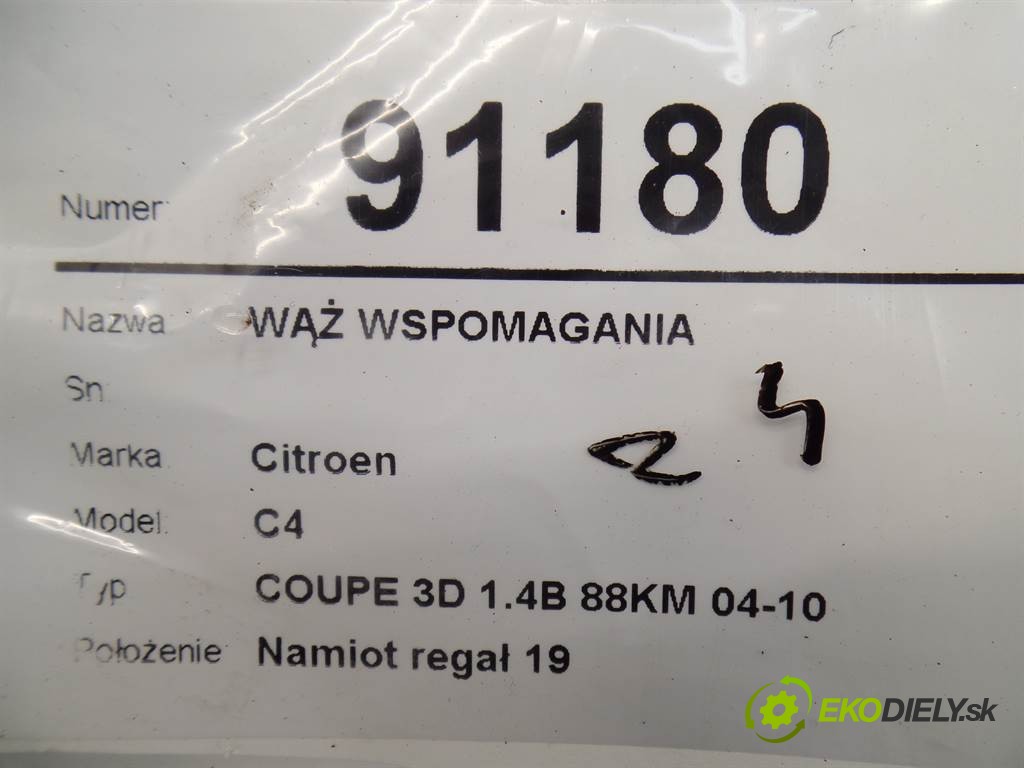 Numer: 91180
Nazwa WĄŻ WSPOMAGANIA
Sn
Marka Citroen
Model: C4
Typ COUPE 3D 1.4B 88KM 04-10
Położenie Namiot regał 19
EKODIELY.sk